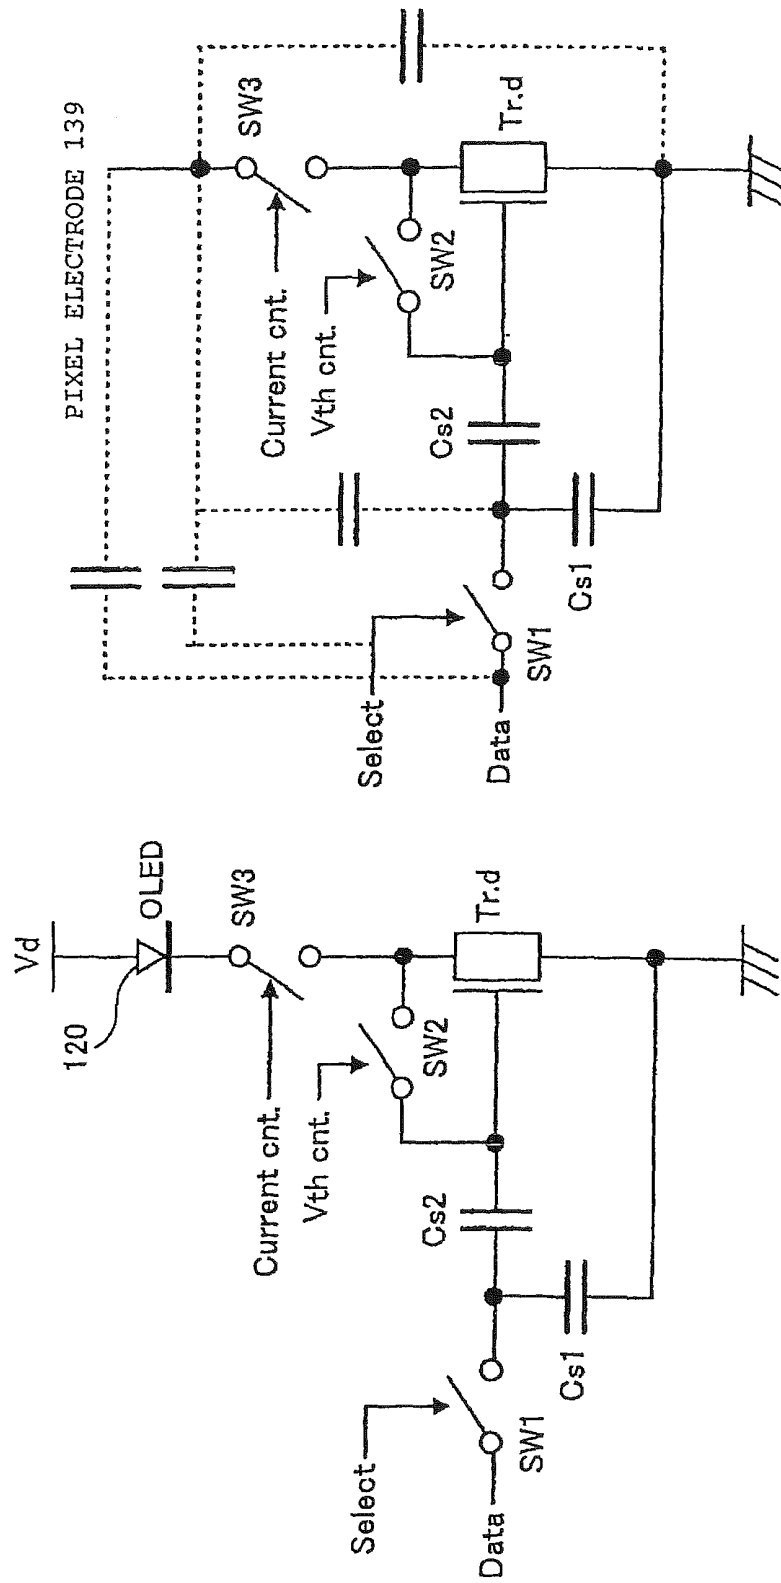 Vd
120
OLED
SW3
Current cnt.
Vth cnt.
SW2
Tr.d
Cs2
Select
Data
SW1
Cs1
PIXEL ELECTRODE 139
SW3
Current cnt.
Vth cnt.
SW2
Tr.d
Cs2
Select
Data
SW1
Cs1